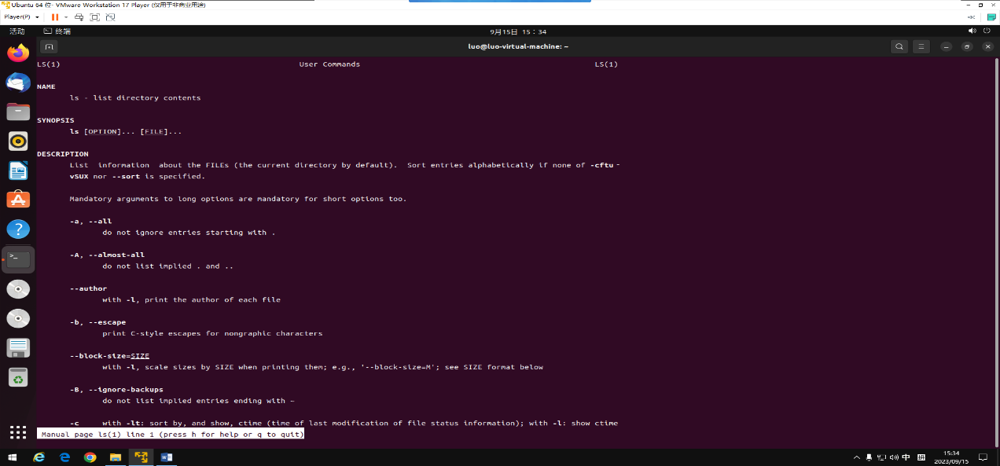 Ubuntu 64 位- VMware Workstation 17 Player (仅用于非商业用途)
Player(P)
活动 终端 9月15日 15：34
luo@luo-virtual-machine: ~
LS(1) User Commands LS(1)
NAME
ls - list directory contents
SYNOPSIS
ls [OPTION]... [FILE]...
DESCRIPTION
List information about the FILEs (the current directory by default). Sort entries alphabetically if none of -cftu‐
vSUX nor --sort is specified.
Mandatory arguments to long options are mandatory for short options too.
-a, --all
do not ignore entries starting with .
-A, --almost-all
do not list implied . and ..
--author
with -l, print the author of each file
-b, --escape
print C-style escapes for nongraphic characters
--block-size=SIZE
with -l, scale sizes by SIZE when printing them; e.g., '--block-size=M'; see SIZE format below
-B, --ignore-backups
do not list implied entries ending with ~
-c with -lt: sort by, and show, ctime (time of last modification of file status information); with -l: show ctime
Manual page ls(1) line 1 (press h for help or q to quit)
中 拼 15:34
2023/09/15